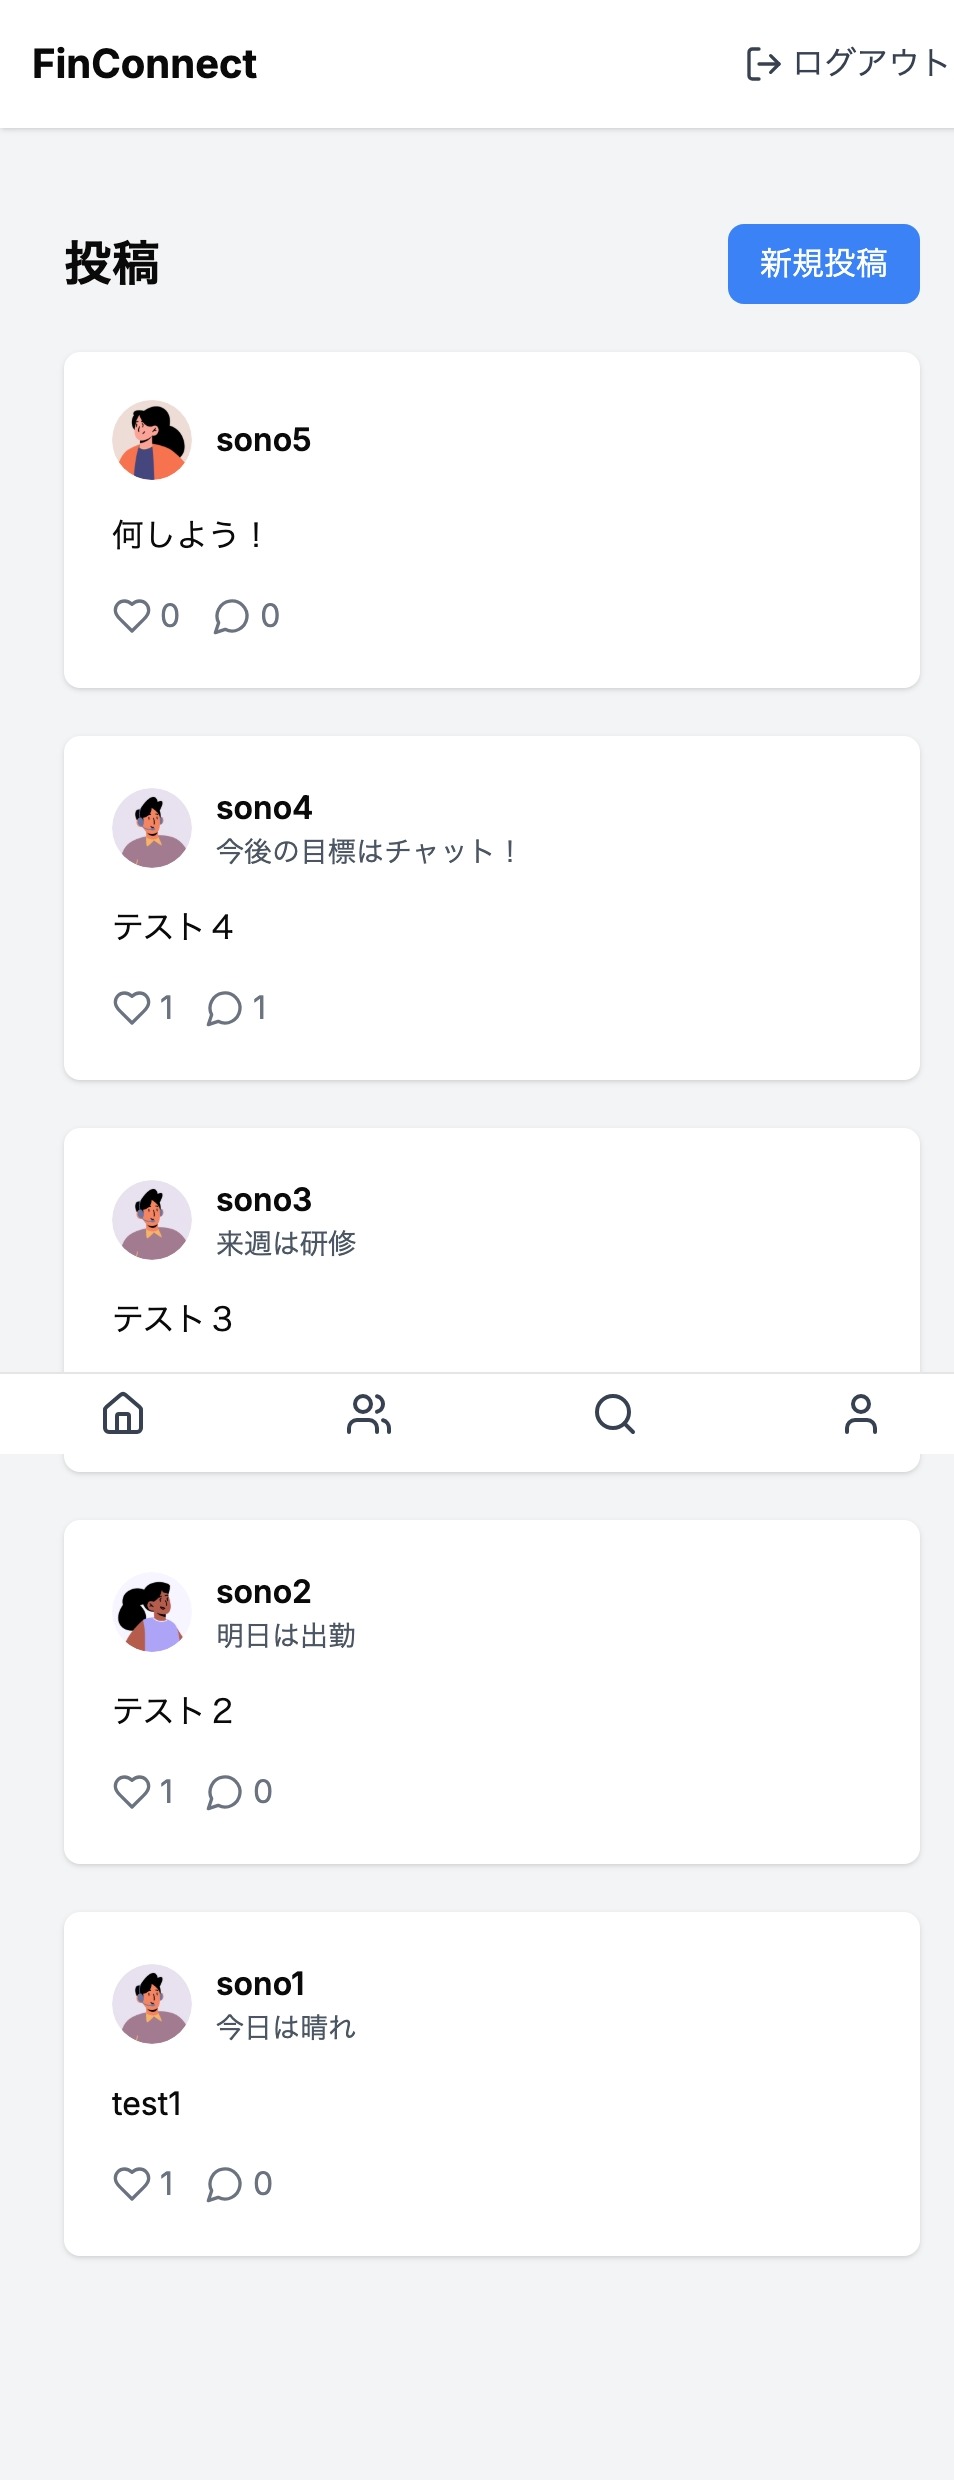 FinConnect
ログアウト
投稿
新規投稿
sono5
何しよう！
0 0
sono4
今後の目標はチャット！
テスト４
1 1
sono3
来週は研修
テスト３
sono2
明日は出勤
テスト２
1 0
sono1
今日は晴れ
test1
1 0